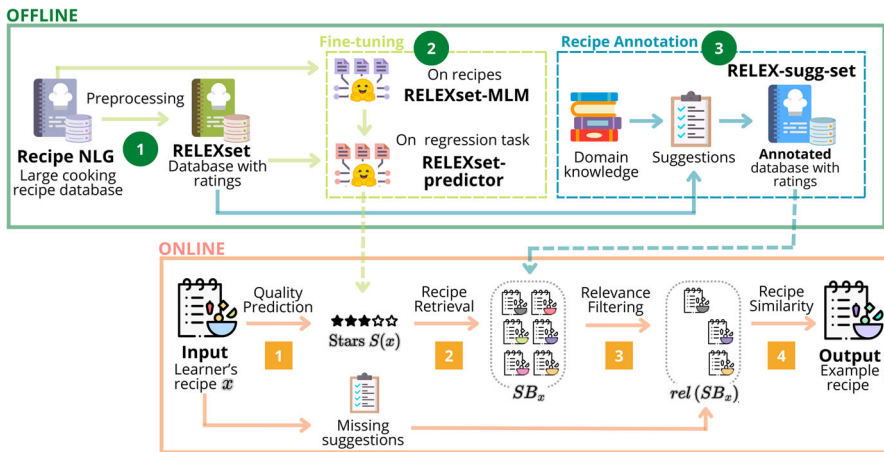 OFFLINE
Fine-tuning
2
Recipe Annotation
3
On recipes
RELEXset-MLM
RELEX-sugg-set
Preprocessing
1
Recipe NLG
Large cooking
recipe database
RELEXset
Database with
ratings
On regression task
RELEXset-
predictor
Domain
knowledge
Suggestions
Annotated
database with
ratings
ONLINE
Input
Learner's
recipe x
Quality
Prediction
1
Stars S(x)
Missing
suggestions
Recipe
Retrieval
2
SBₓ
Relevance
Filtering
3
rel (SBₓ)
Recipe
Similarity
4
Output
Example
recipe